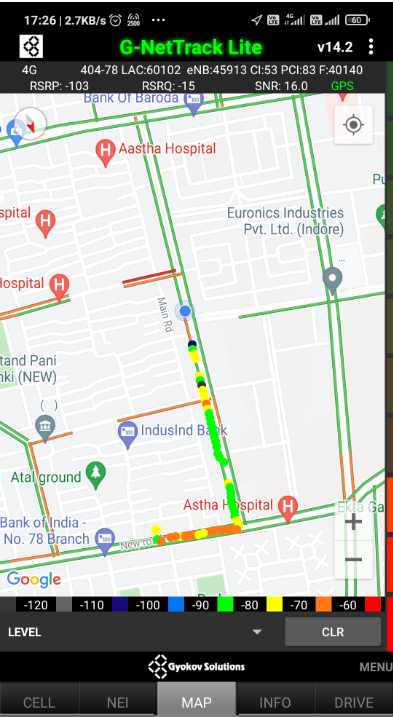 17:26 | 2.7KB/s ... 4G 60
G-NetTrack Lite v14.2
4G 404-78 LAC:60102 eNB:45913 CI:53 PCI:83 F:40140
RSRP: -103 RSRQ: -15 SNR: 16.0 GPS
Bank Of Baroda
Aastha Hospital
Pu
spital
Euronics Industries
Pvt. Ltd. (Indore)
...
Hospital
Main Rd
tand Pani
nki (NEW)
( )
IndusInd Bank
Atal ground
Astha Hospital
Ekta Ga
Bank of India -
No. 78 Branch
New rd
Google
-120 -110 -100 -90 -80 -70 -60
LEVEL CLR
Gyokov Solutions MENU
CELL NEI MAP INFO DRIVE